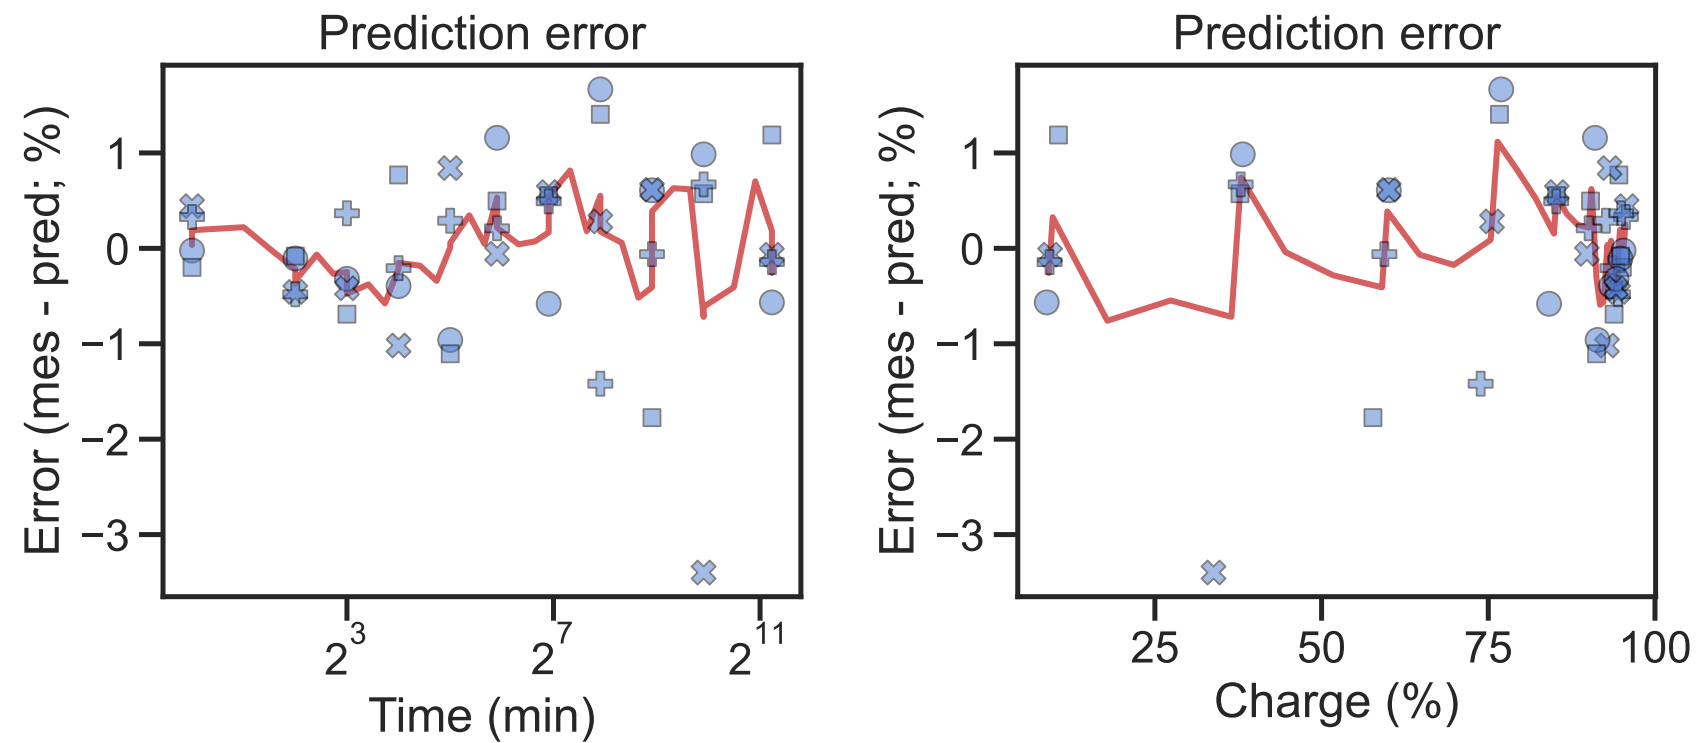 Prediction error
Error (mes - pred; %)
1
0
−1
−2
−3
2^3
2^7
2^11
Time (min)
Prediction error
Error (mes - pred; %)
1
0
−1
−2
−3
25
50
75
100
Charge (%)